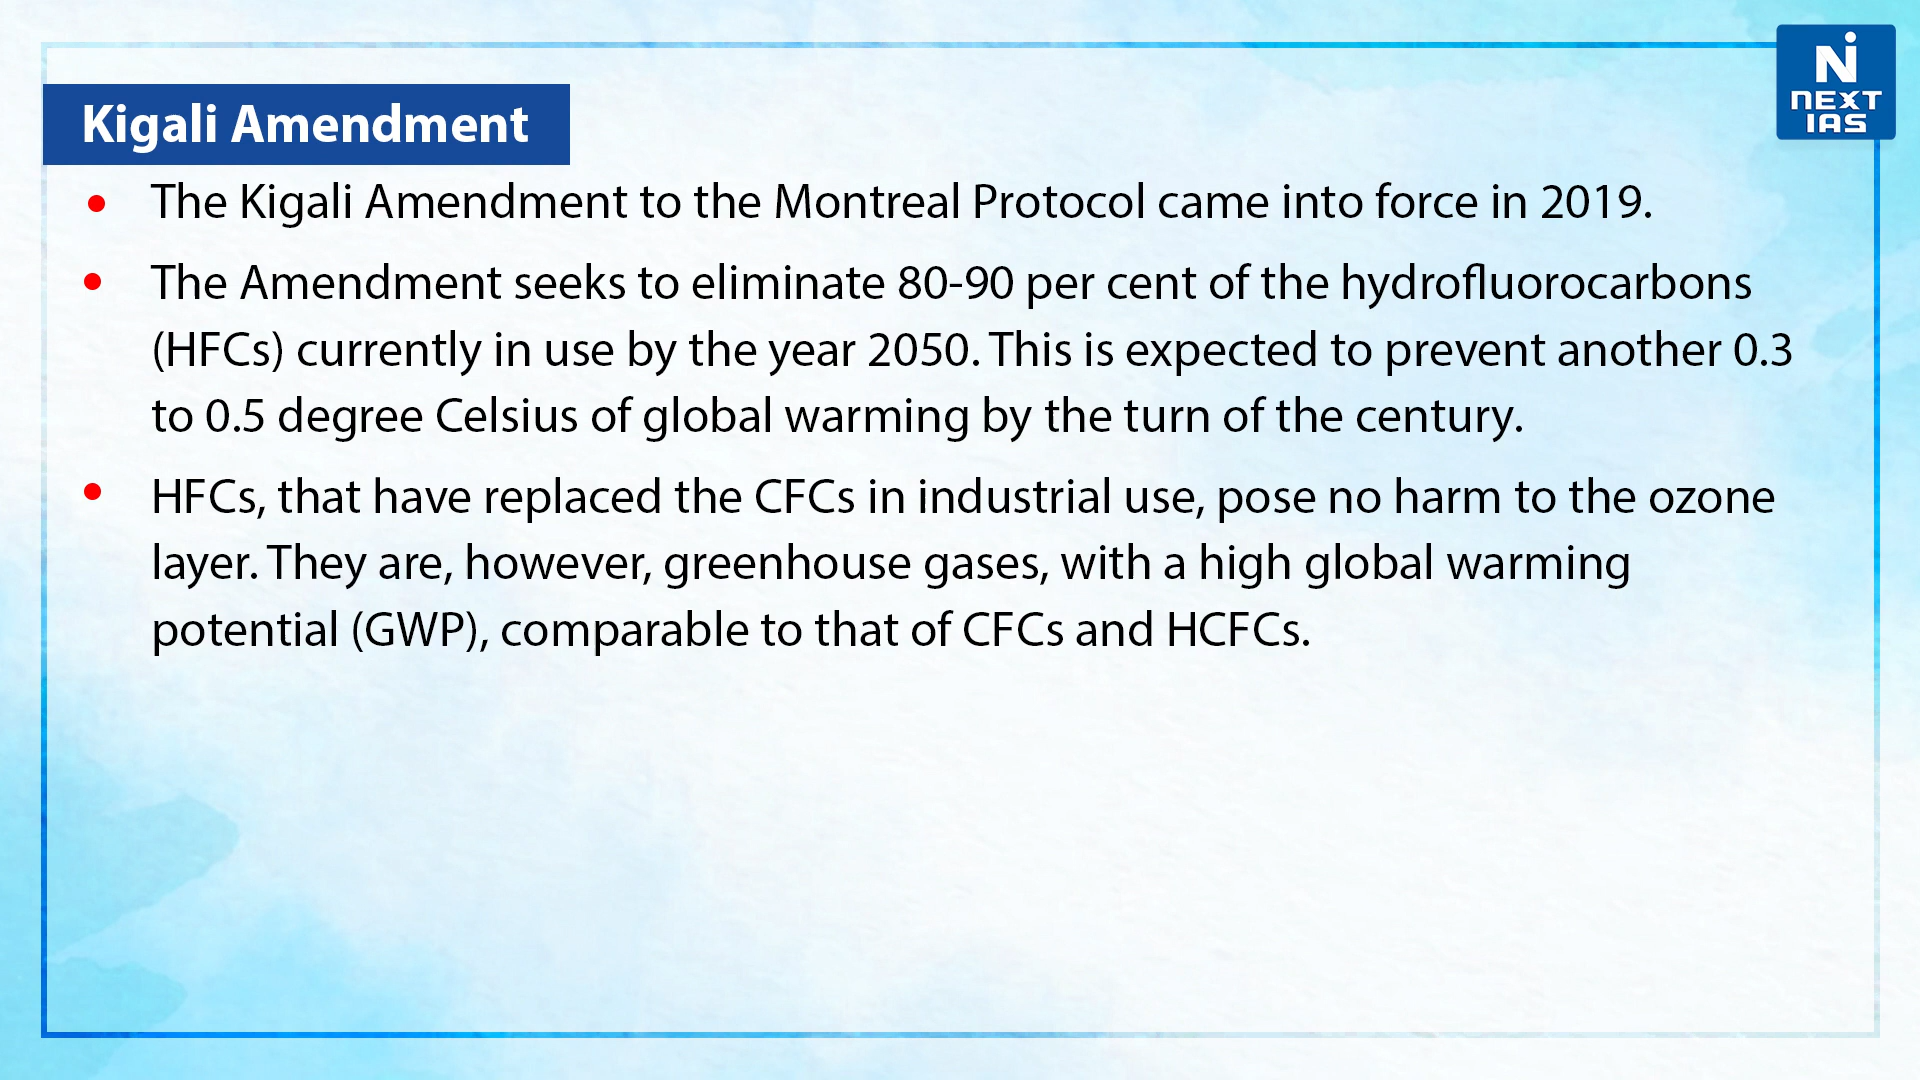 NEXT
IAS
Kigali Amendment
• The Kigali Amendment to the Montreal Protocol came into force in 2019.
• The Amendment seeks to eliminate 80-90 per cent of the hydrofluorocarbons
(HFCs) currently in use by the year 2050. This is expected to prevent another 0.3
to 0.5 degree Celsius of global warming by the turn of the century.
• HFCs, that have replaced the CFCs in industrial use, pose no harm to the ozone
layer. They are, however, greenhouse gases, with a high global warming
potential (GWP), comparable to that of CFCs and HCFCs.